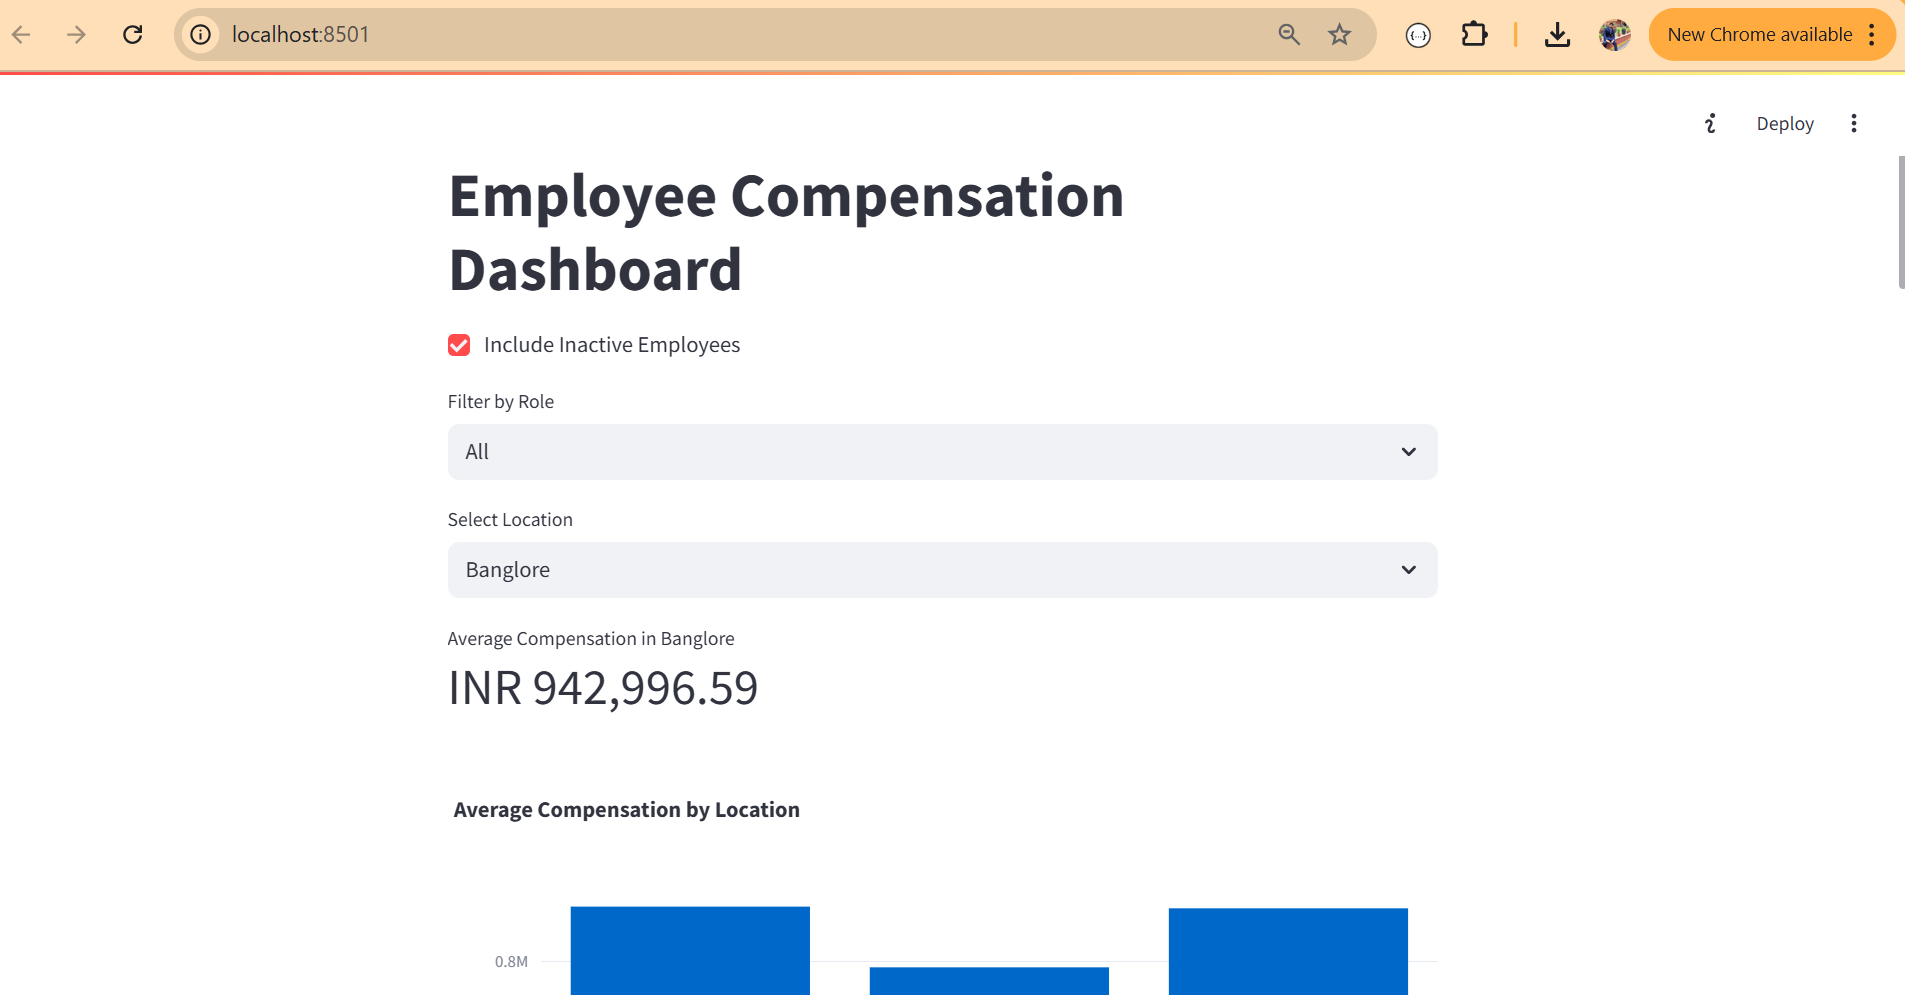 localhost:8501
{...}
New Chrome available
Deploy
Employee Compensation
Dashboard
Include Inactive Employees
Filter by Role
All
Select Location
Banglore
Average Compensation in Banglore
INR 942,996.59
Average Compensation by Location
0.8M